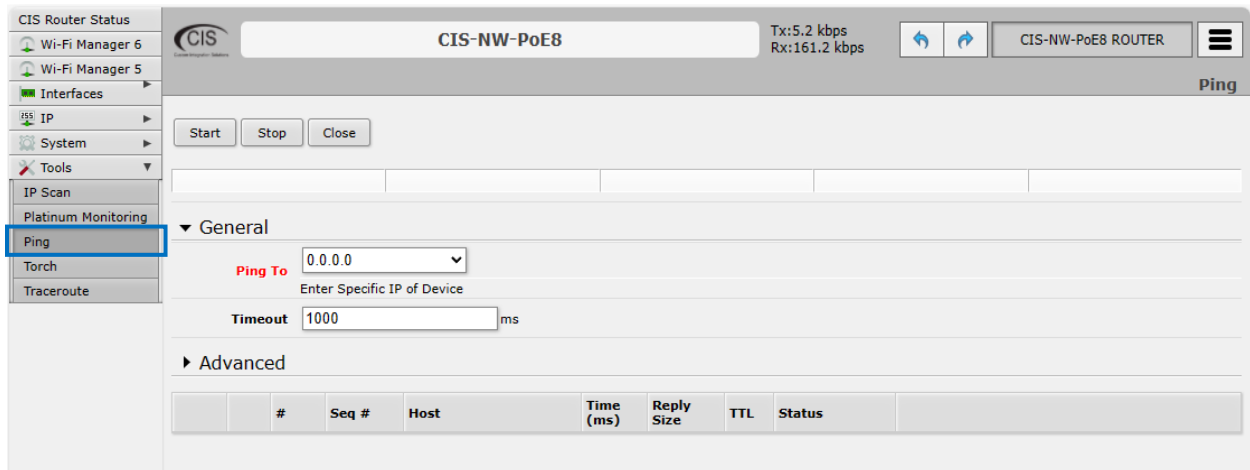 CIS Router Status
Wi-Fi Manager 6
Wi-Fi Manager 5
Interfaces
255 IP
System
Tools
IP Scan
Platinum Monitoring
Ping
Torch
Traceroute
CIS
CIS-NW-PoE8
Tx:5.2 kbps
Rx:161.2 kbps
CIS-NW-PoE8 ROUTER
Ping
Start Stop Close
General
Ping To 0.0.0.0
Enter Specific IP of Device
Timeout 1000 ms
Advanced
# Seq # Host Time (ms) Reply Size TTL Status